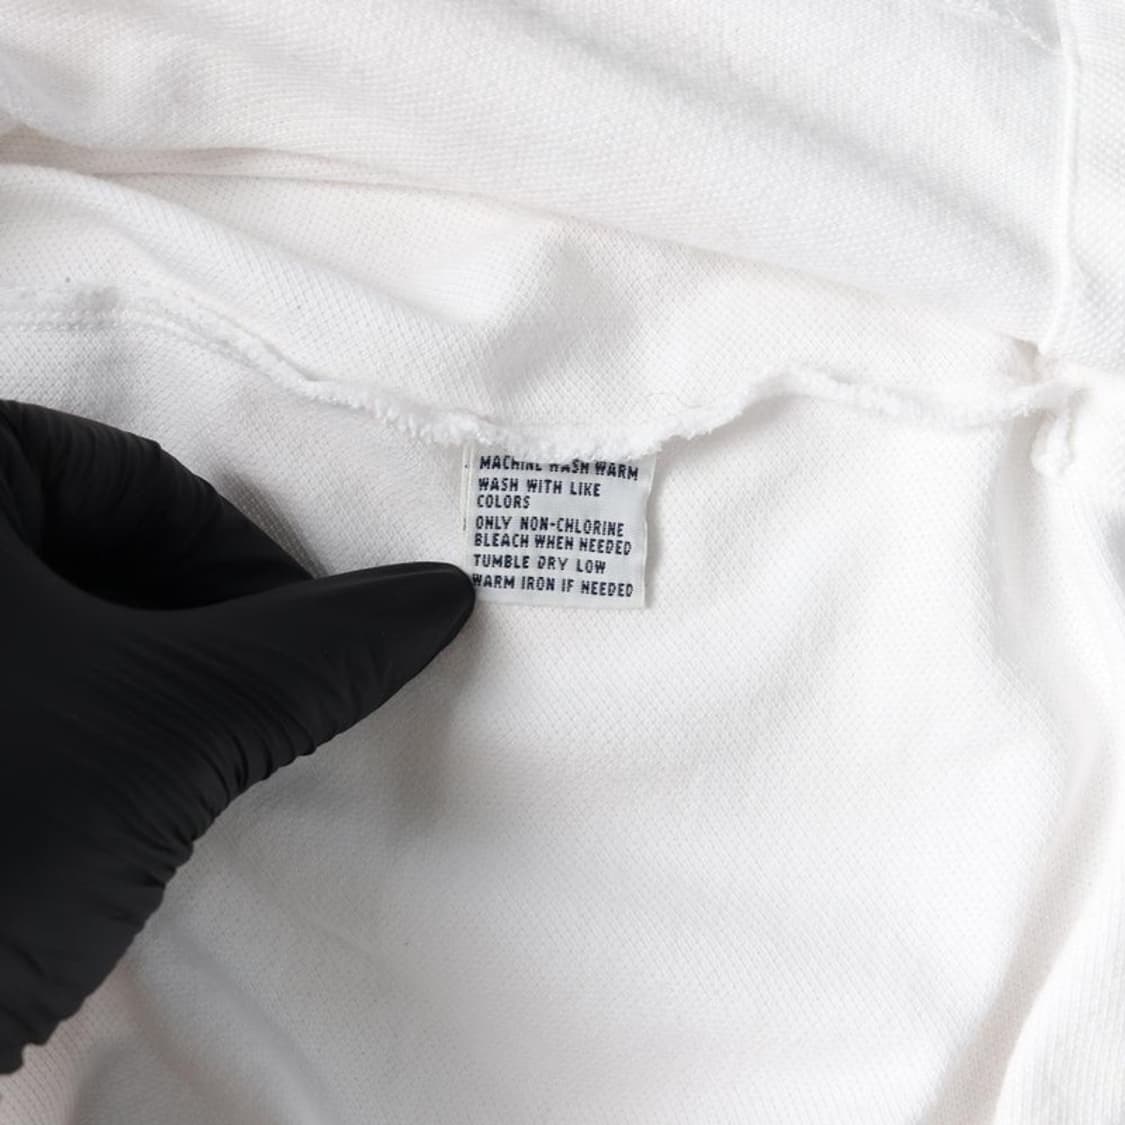 MACHINE WASH WARM
WASH WITH LIKE
COLORS
ONLY NON-CHLORINE
BLEACH WHEN NEEDED
TUMBLE DRY LOW
WARM IRON IF NEEDED